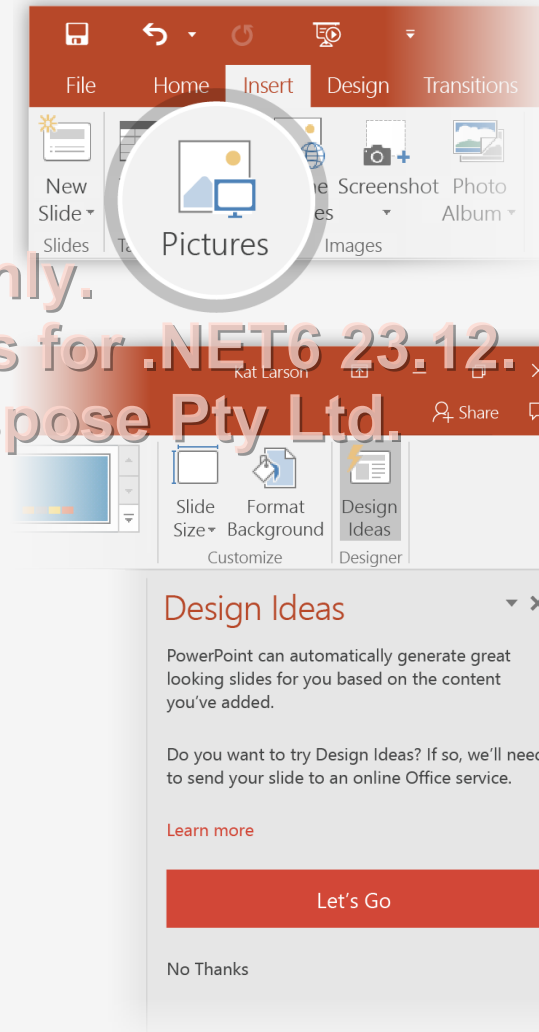 File Home Insert Design Transitions
New Screenshot Photo
Slide Album
Pictures
Slides Images
nly.
s for .NET6 23.12.
Kat Larson
pose Pty Ltd.
Share
Slide Format Design
Size Background Ideas
Customize Designer
Design Ideas
PowerPoint can automatically generate great
looking slides for you based on the content
you've added.
Do you want to try Design Ideas? If so, we'll need
to send your slide to an online Office service.
Learn more
Let's Go
No Thanks